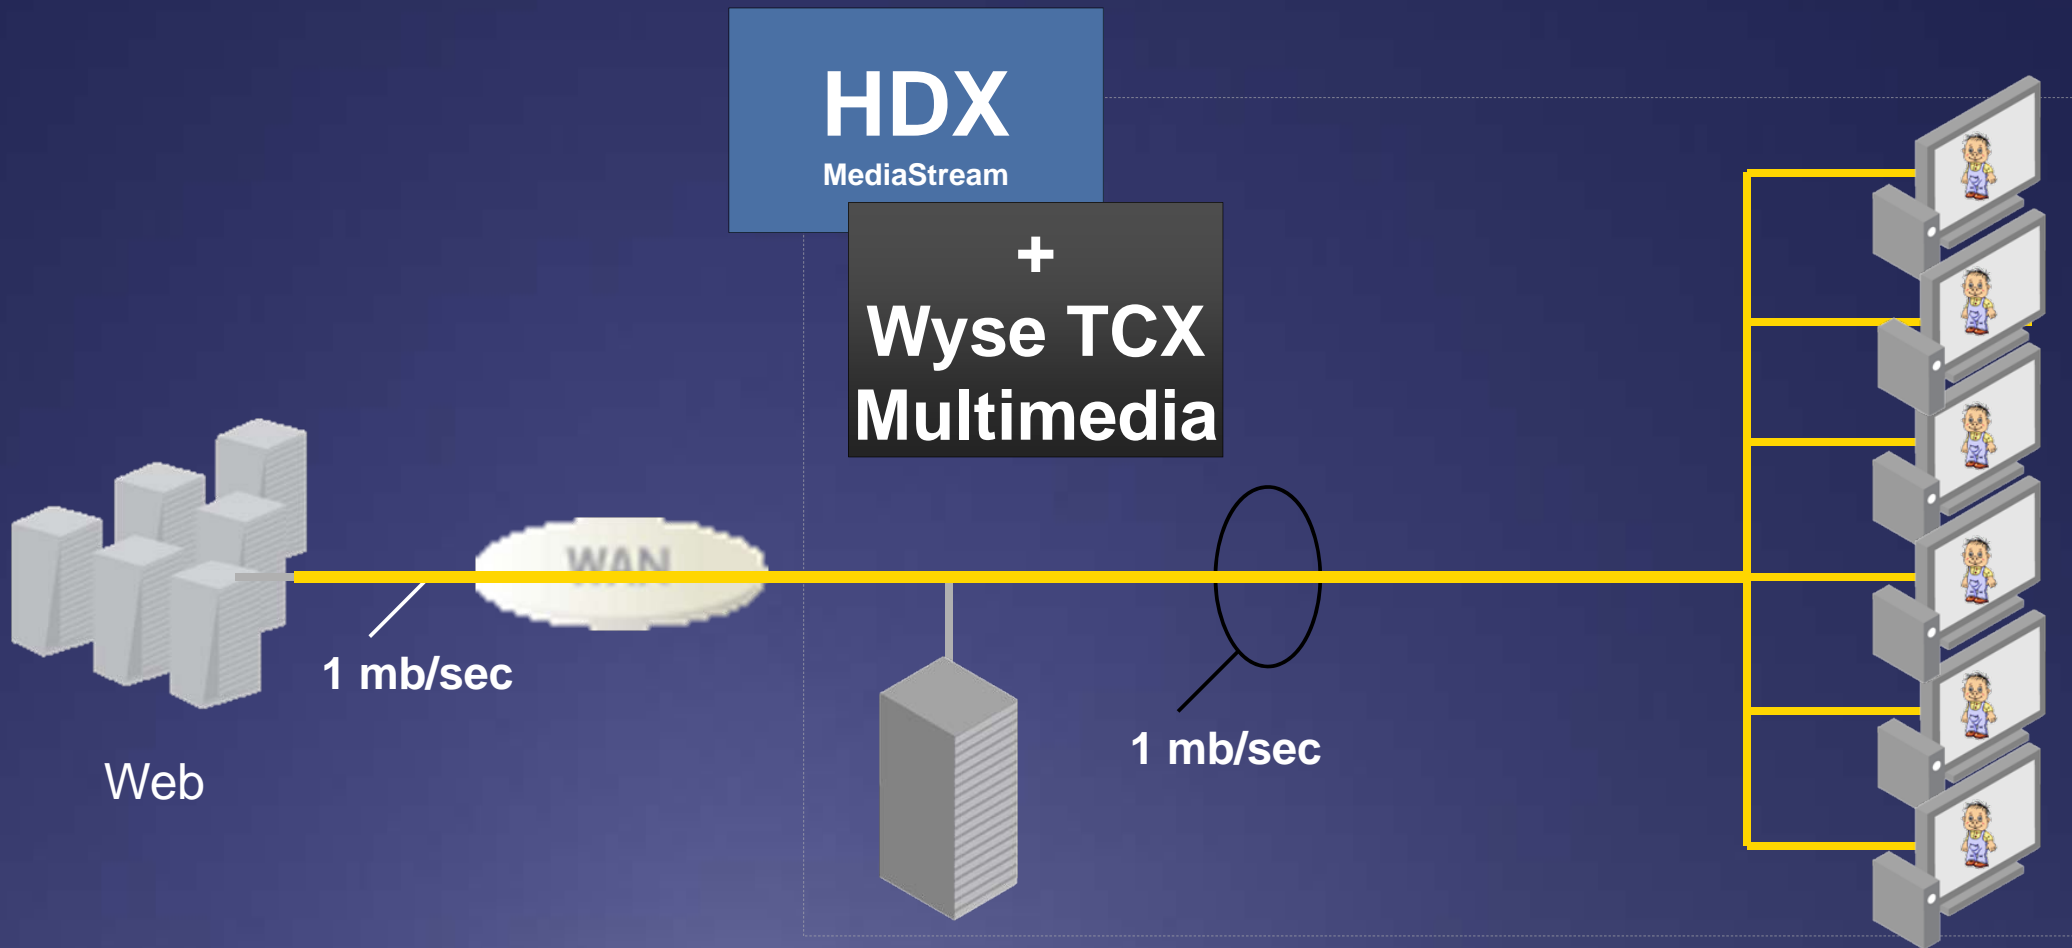 HDX
MediaStream
+
Wyse TCX
Multimedia
WAN
1 mb/sec
1 mb/sec
Web